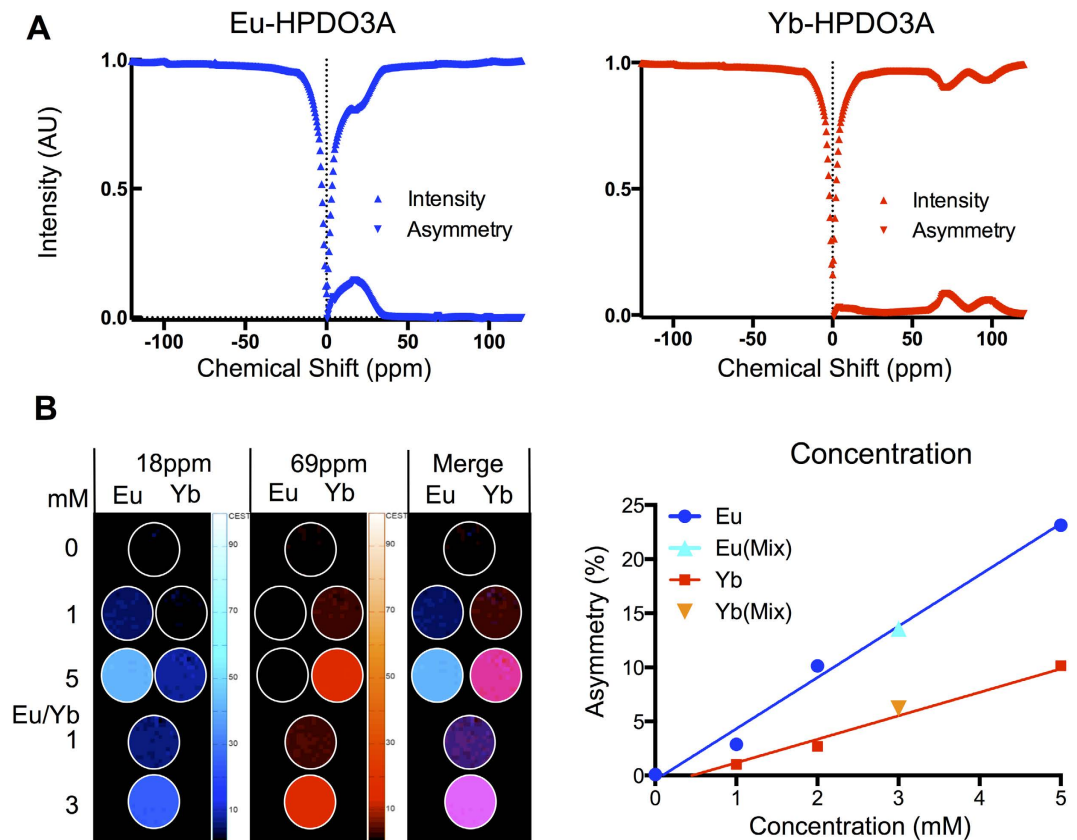 A
Eu-HPDO3A
Yb-HPDO3A
Intensity (AU)
1.0
0.5
0.0
-100
-50
0
50
100
Chemical Shift (ppm)
Intensity
Asymmetry
1.0
0.5
0.0
-100
-50
0
50
100
Chemical Shift (ppm)
Intensity
Asymmetry
B
18ppm
69ppm
Merge
mM
Eu Yb
Eu Yb
Eu Yb
0
1
5
Eu/Yb
1
3
CEST
90
70
50
30
10
CEST
90
70
50
30
10
Concentration
Asymmetry (%)
25
20
15
10
5
0
Eu
Eu(Mix)
Yb
Yb(Mix)
0
1
2
3
4
5
Concentration (mM)